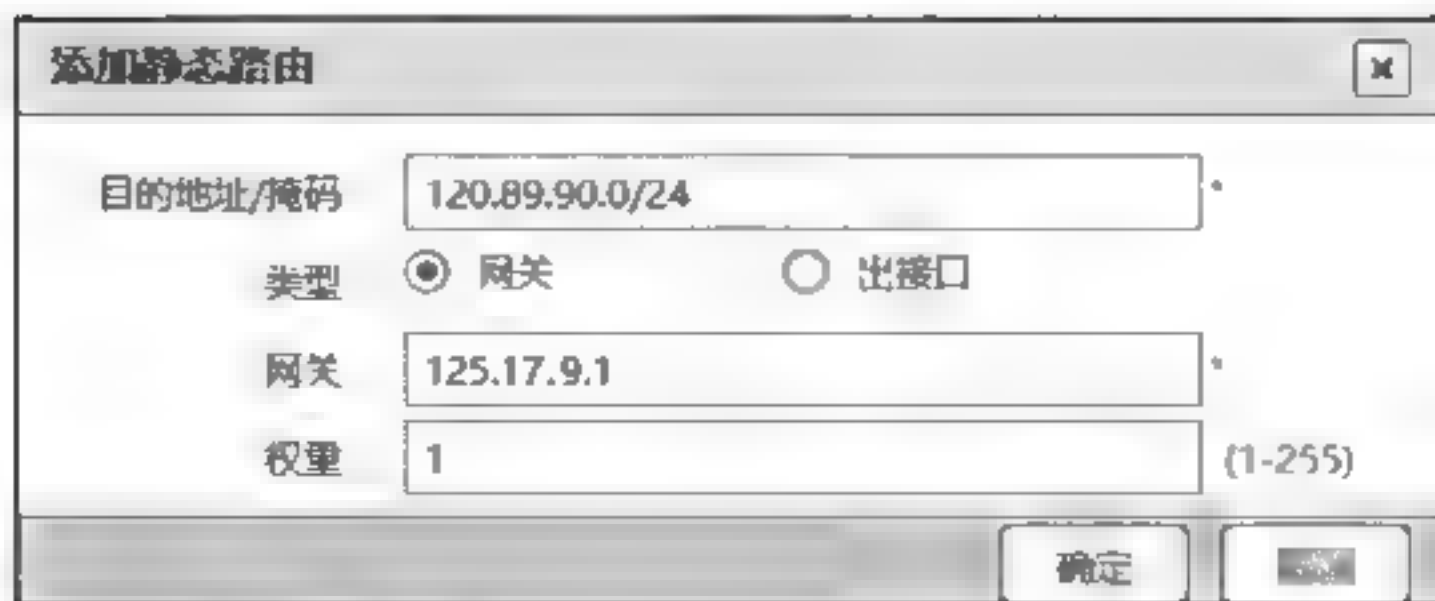 添加静态路由
目的地址/掩码 120.89.90.0/24 *
类型 网关 出接口
网关 125.17.9.1 *
权重 1 (1-255)
确定